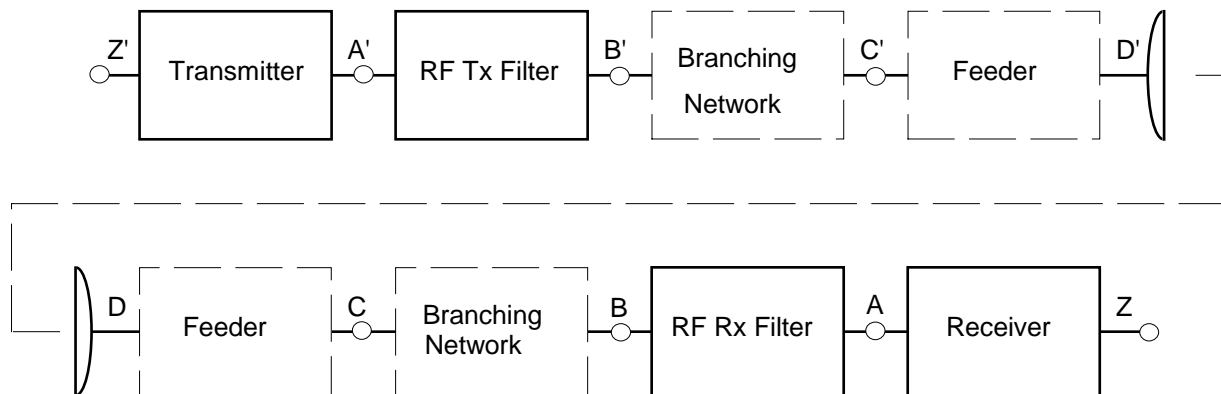 Z' Transmitter A' RF Tx Filter B' Branching Network C' Feeder D'
D Feeder C Branching Network B RF Rx Filter A Receiver Z